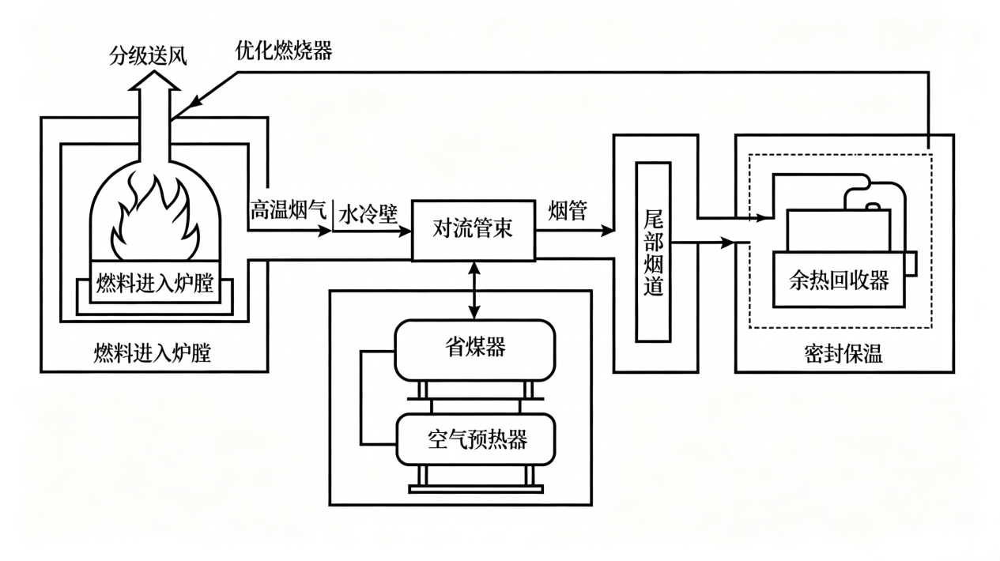 分级送风
优化燃烧器
高温烟气
水冷壁
对流管束
烟管
尾部烟道
燃料进入炉膛
燃料进入炉膛
余热回收器
密封保温
省煤器
空气预热器